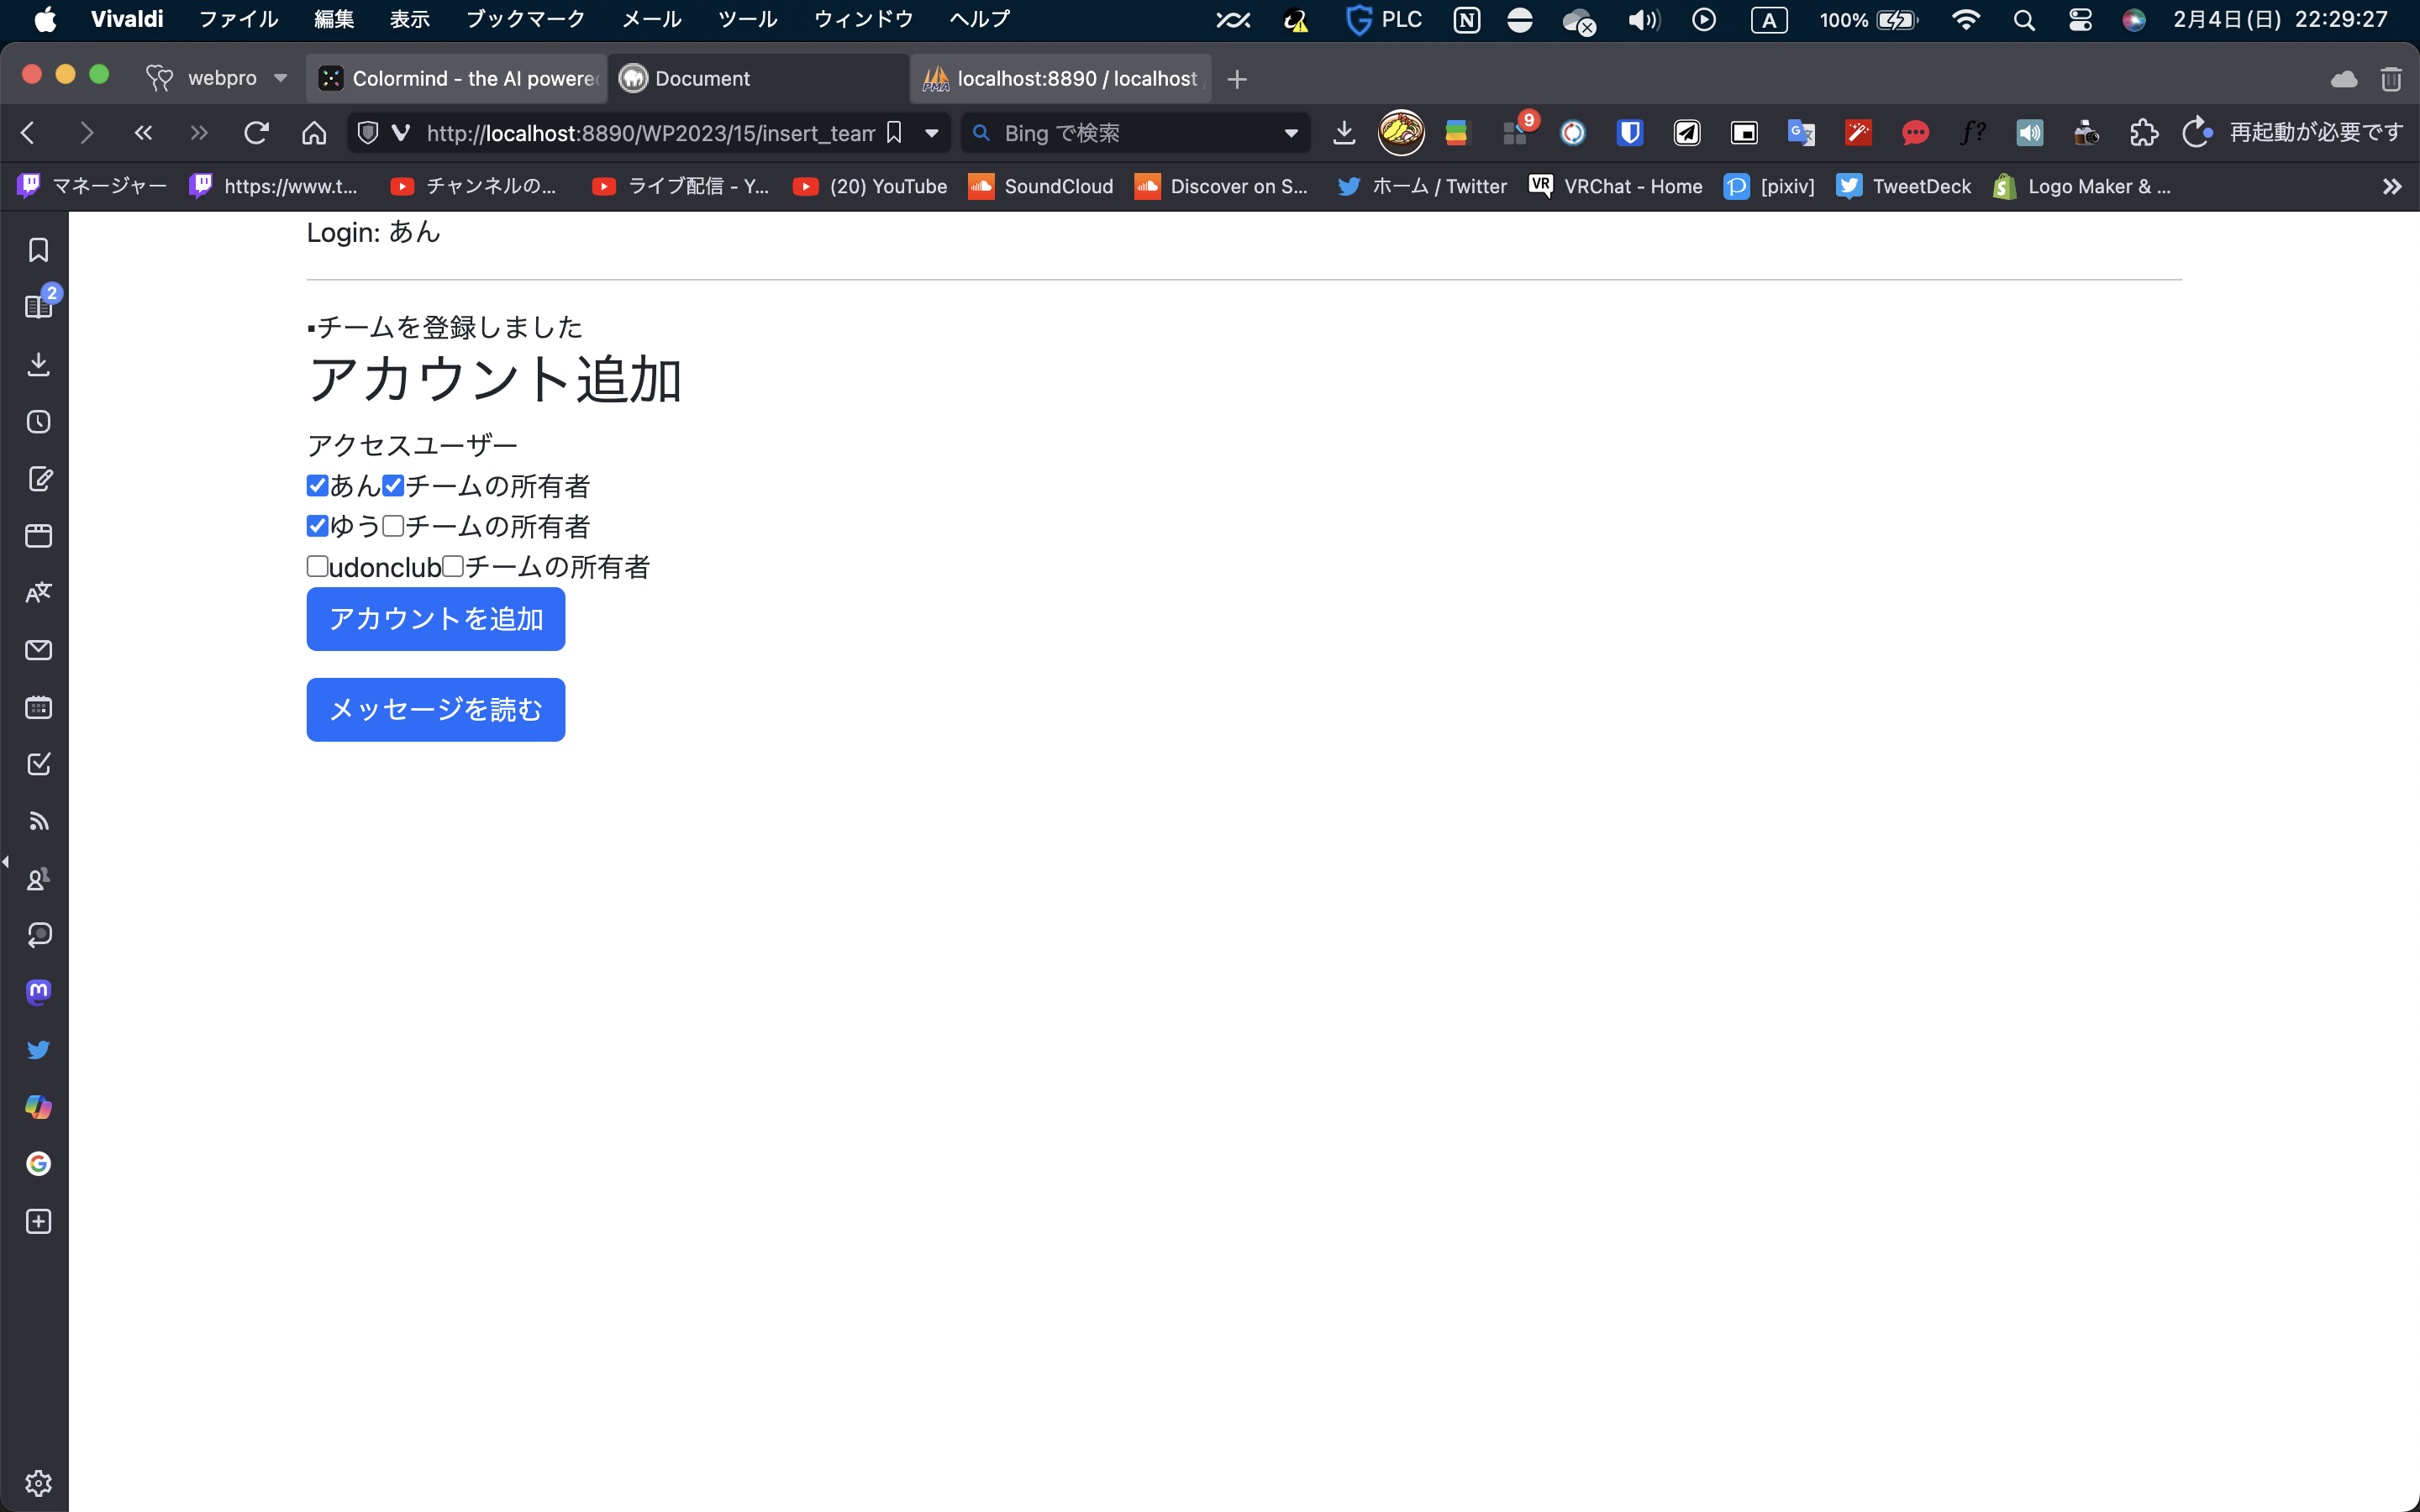 Vivaldi ファイル 編集 表示 ブックマーク メール ツール ウィンドウ ヘルプ PLC A 100% 2月4日(日) 22:29:27
webpro Colormind - the AI powere Document localhost:8890 / localhost
http://localhost:8890/WP2023/15/insert_team Bing で検索 9 再起動が必要です
マネージャー https://www.t... チャンネルの... ライブ配信 - Y... (20) YouTube SoundCloud Discover on S... ホーム / Twitter VRChat - Home [pixiv] TweetDeck Logo Maker & ...
2
Login: あん
▪チームを登録しました
アカウント追加
アクセスユーザー
あんチームの所有者
ゆうチームの所有者
udonclubチームの所有者
アカウントを追加
メッセージを読む